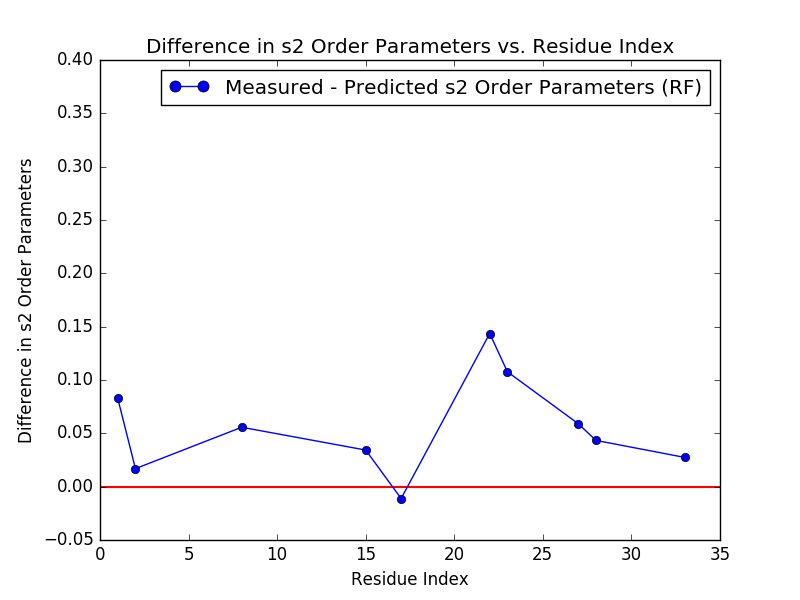 Difference in s2 Order Parameters vs. Residue Index
Measured - Predicted s2 Order Parameters (RF)
Difference in s2 Order Parameters
0.40
0.35
0.30
0.25
0.20
0.15
0.10
0.05
0.00
−0.05
0 5 10 15 20 25 30 35
Residue Index